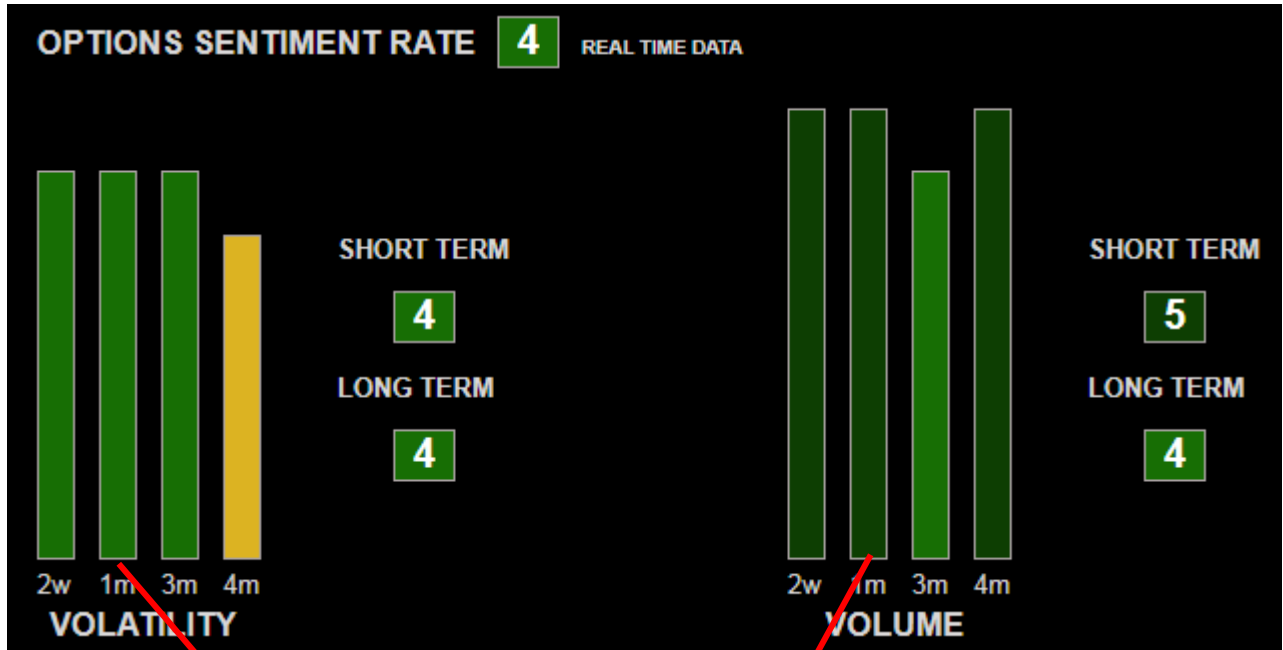 OPTIONS SENTIMENT RATE 4 REAL TIME DATA
SHORT TERM
4
LONG TERM
4
2w 1m 3m 4m
VOLATILITY
SHORT TERM
5
LONG TERM
4
2w 1m 3m 4m
VOLUME